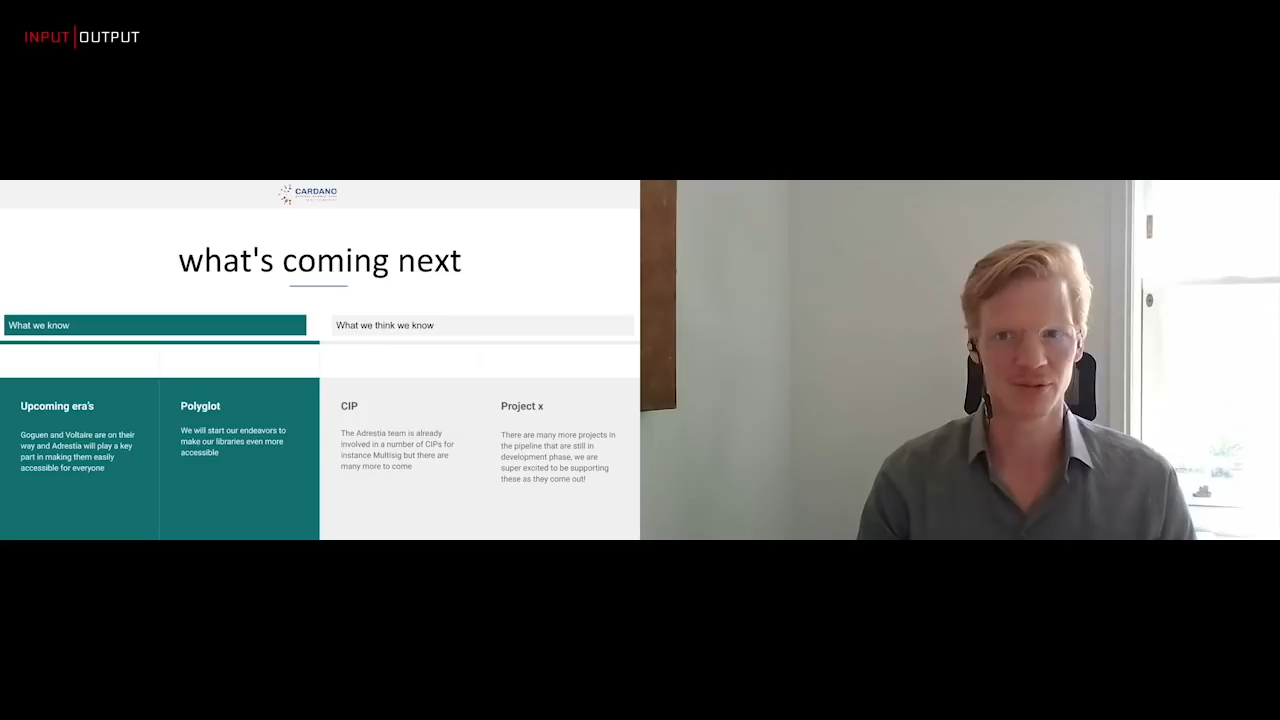 INPUT OUTPUT
CARDANO
what's coming next
What we know
What we think we know
Upcoming era's
Goguen and Voltaire are on their
way and Adrestia will play a key
part in making them easily
accessible for everyone
Polyglot
We will start our endeavors to
make our libraries even more
accessible
CIP
The Adrestia team is already
involved in a number of CIPs for
instance Multisig but there are
many more to come
Project x
There are many more projects in
the pipeline that are still in
development phase, we are
super excited to be supporting
these as they come out!